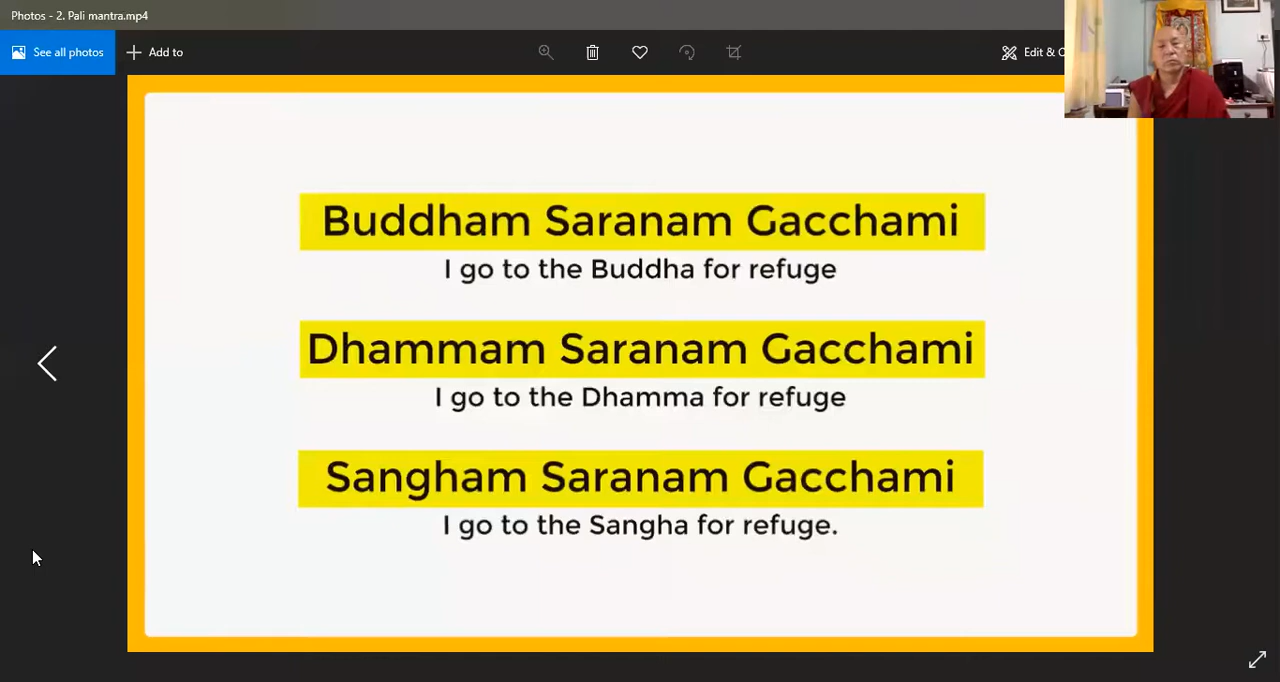 Photos - 2. Pali mantra.mp4
See all photos
Add to
Edit &
Buddham Saranam Gacchami
I go to the Buddha for refuge
Dhammam Saranam Gacchami
I go to the Dhamma for refuge
Sangham Saranam Gacchami
I go to the Sangha for refuge.